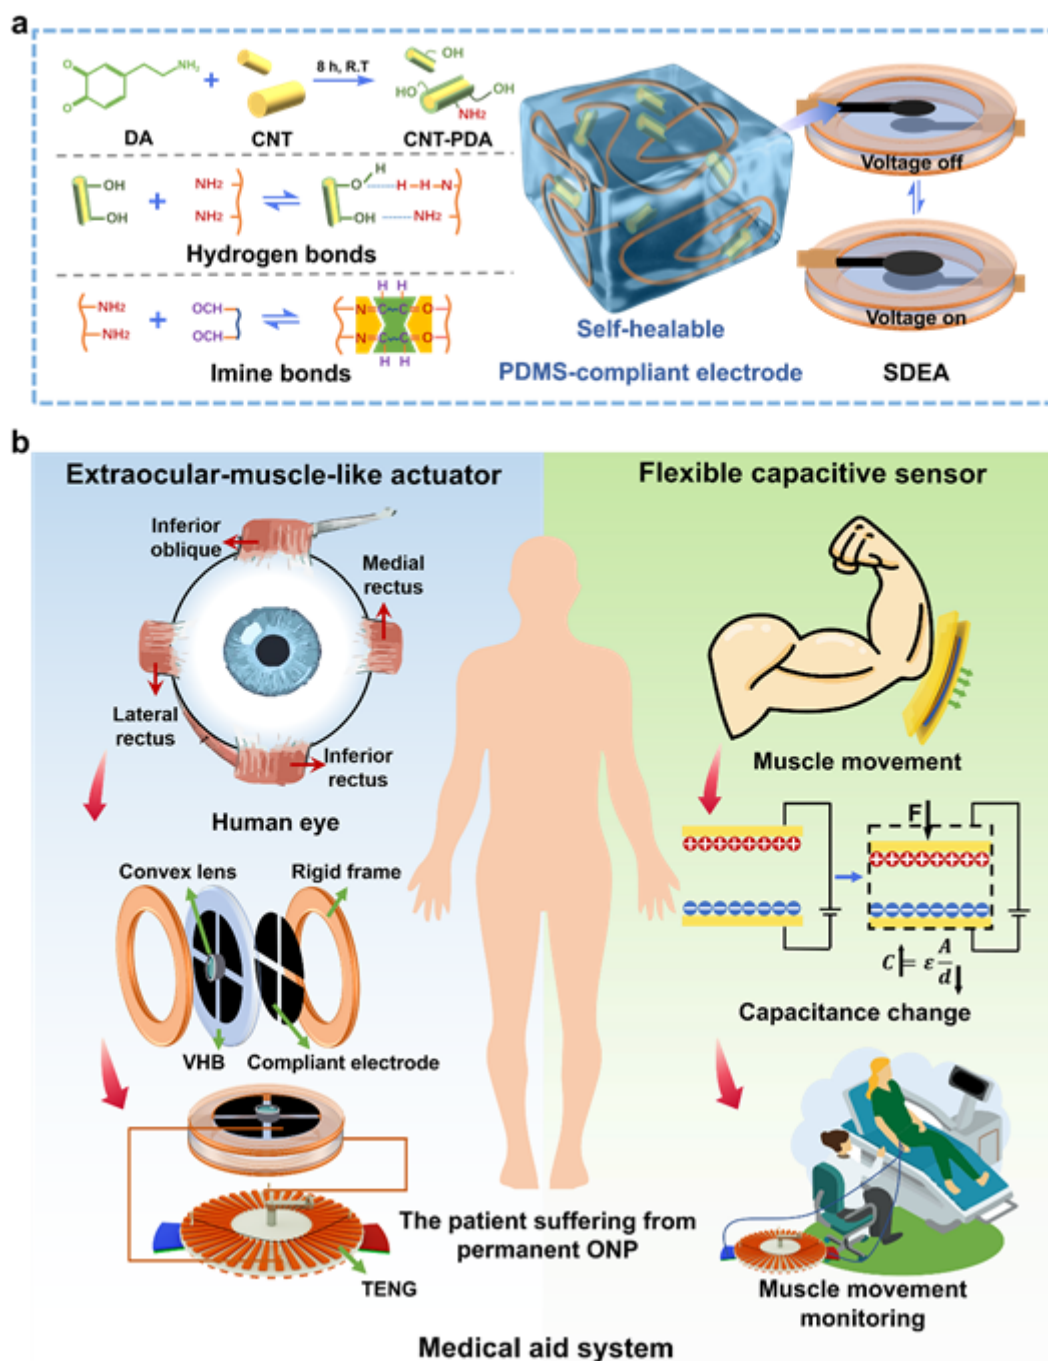 a
NH₂
O
O
DA
+
CNT
8 h, R.T
OH
HO
OH
NH₂
CNT-PDA
OH
OH
+
NH₂
NH₂
H
O
H-H-N
OH
NH₂
Hydrogen bonds
NH₂
NH₂
+
OCH
OCH
H H
N=C~C=O
N=C~C=O
H H
Imine bonds
Self-healable
PDMS-compliant electrode
Voltage off
Voltage on
SDEA
b
Extraocular-muscle-like actuator
Inferior
oblique
Medial
rectus
Lateral
rectus
Inferior
rectus
Human eye
Convex lens
Rigid frame
VHB
Compliant electrode
TENG
Flexible capacitive sensor
Muscle movement
F
C = ε A/d
Capacitance change
The patient suffering from
permanent ONP
Muscle movement
monitoring
Medical aid system